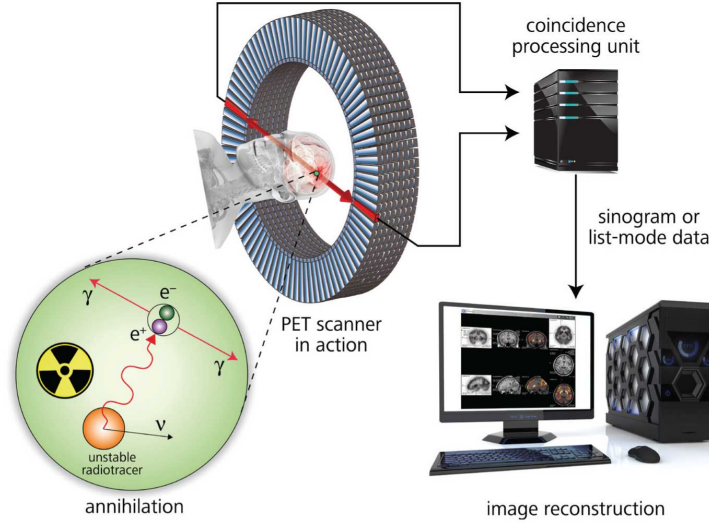 coincidence
processing unit
sinogram or
list-mode data
PET scanner
in action
γ
e⁻
e⁺
γ
ν
unstable
radiotracer
annihilation
image reconstruction